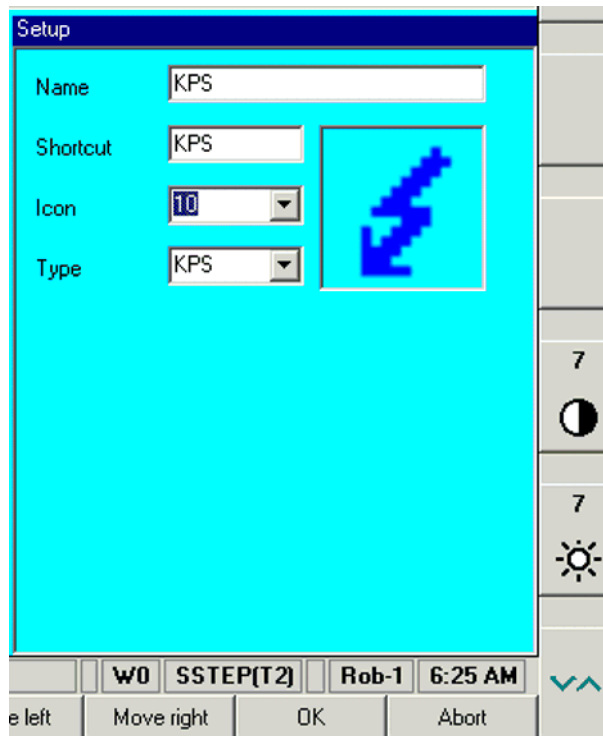 Setup
Name KPS
Shortcut KPS
Icon 10
Type KPS
7
7
W0 SSTEP(T2) Rob-1 6:25 AM
e left Move right OK Abort